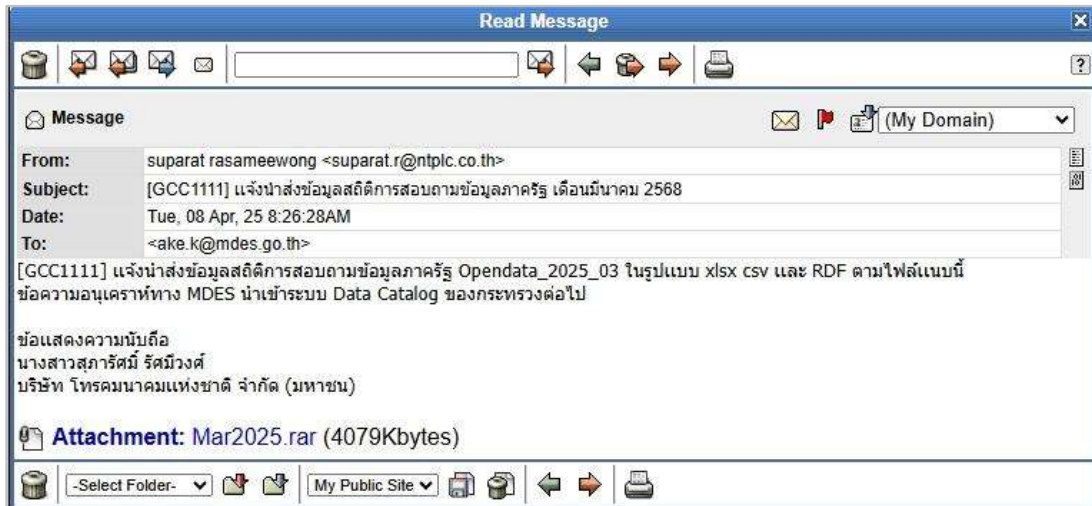 Read Message
Message
(My Domain)
From: suparat rasameewong <suparat.r@ntplc.co.th>
Subject: [GCC1111] แจ้งนำส่งข้อมูลสถิติการสอบถามข้อมูลภาครัฐ เดือนมีนาคม 2568
Date: Tue, 08 Apr, 25 8:26:28AM
To: <ake.k@mdes.go.th>
[GCC1111] แจ้งนำส่งข้อมูลสถิติการสอบถามข้อมูลภาครัฐ Opendata_2025_03 ในรูปแบบ xlsx csv และ RDF ตามไฟล์แนบนี้
ข้อความอนุเคราะห์ทาง MDES นำเข้าระบบ Data Catalog ของกระทรวงต่อไป
ข้อแสดงความนับถือ
นางสาวสุภารัศมิ์ รัศมีวงศ์
บริษัท โทรคมนาคมแห่งชาติ จำกัด (มหาชน)
Attachment: Mar2025.rar (4079Kbytes)
-Select Folder-
My Public Site